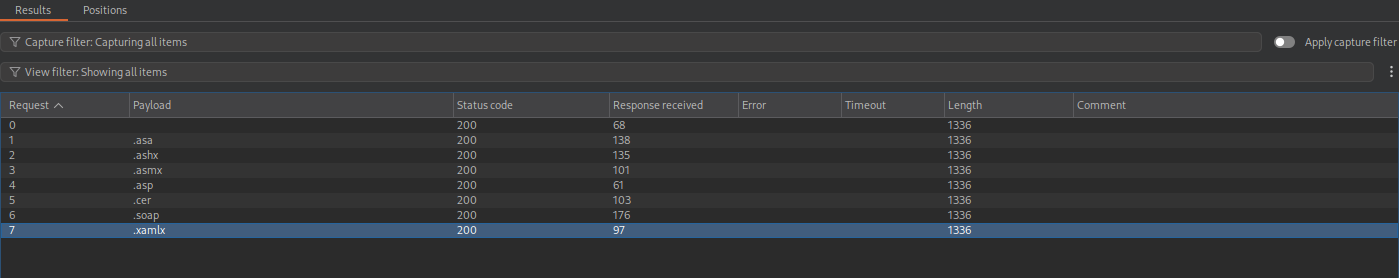 Results Positions
Capture filter: Capturing all items Apply capture filter
View filter: Showing all items
Request Payload Status code Response received Error Timeout Length Comment
0 200 68 1336
1 .asa 200 138 1336
2 .ashx 200 135 1336
3 .asmx 200 101 1336
4 .asp 200 61 1336
5 .cer 200 103 1336
6 .soap 200 176 1336
7 .xamlx 200 97 1336